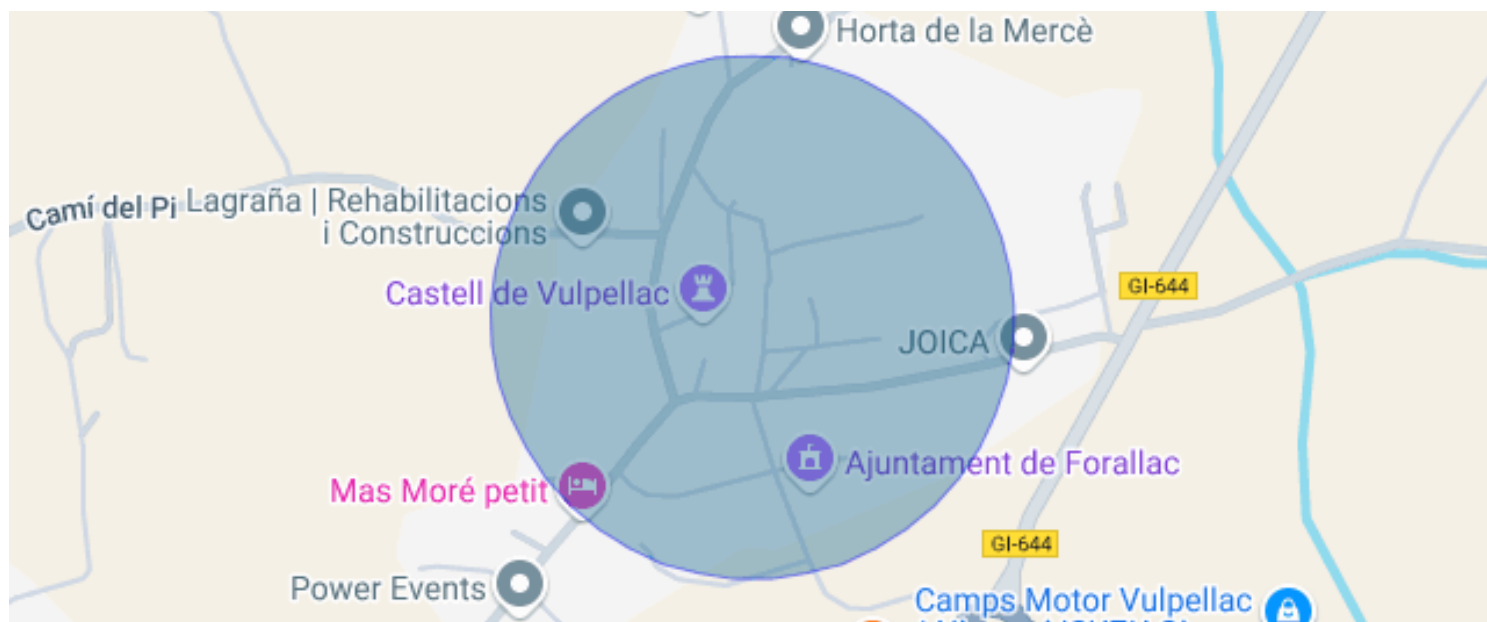 Horta de la Mercè
Camí del Pi
Lagraña | Rehabilitacions
i Construccions
Castell de Vulpellac
GI-644
JOICA
Ajuntament de Forallac
Mas Moré petit
GI-644
Power Events
Camps Motor Vulpellac